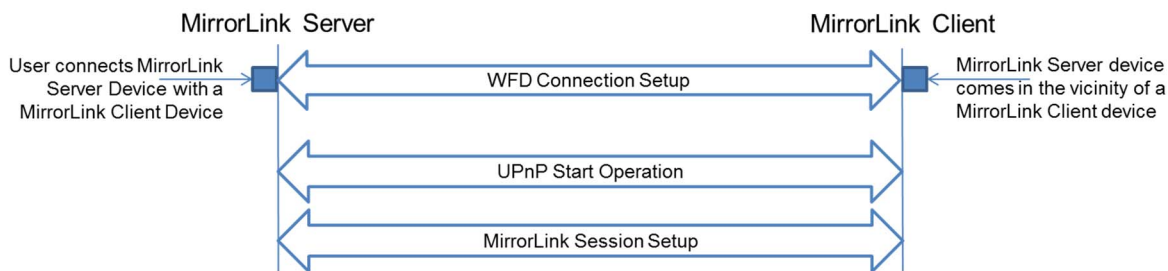 MirrorLink Server
MirrorLink Client
User connects MirrorLink
Server Device with a
MirrorLink Client Device
WFD Connection Setup
MirrorLink Server device
comes in the vicinity of a
MirrorLink Client device
UPnP Start Operation
MirrorLink Session Setup